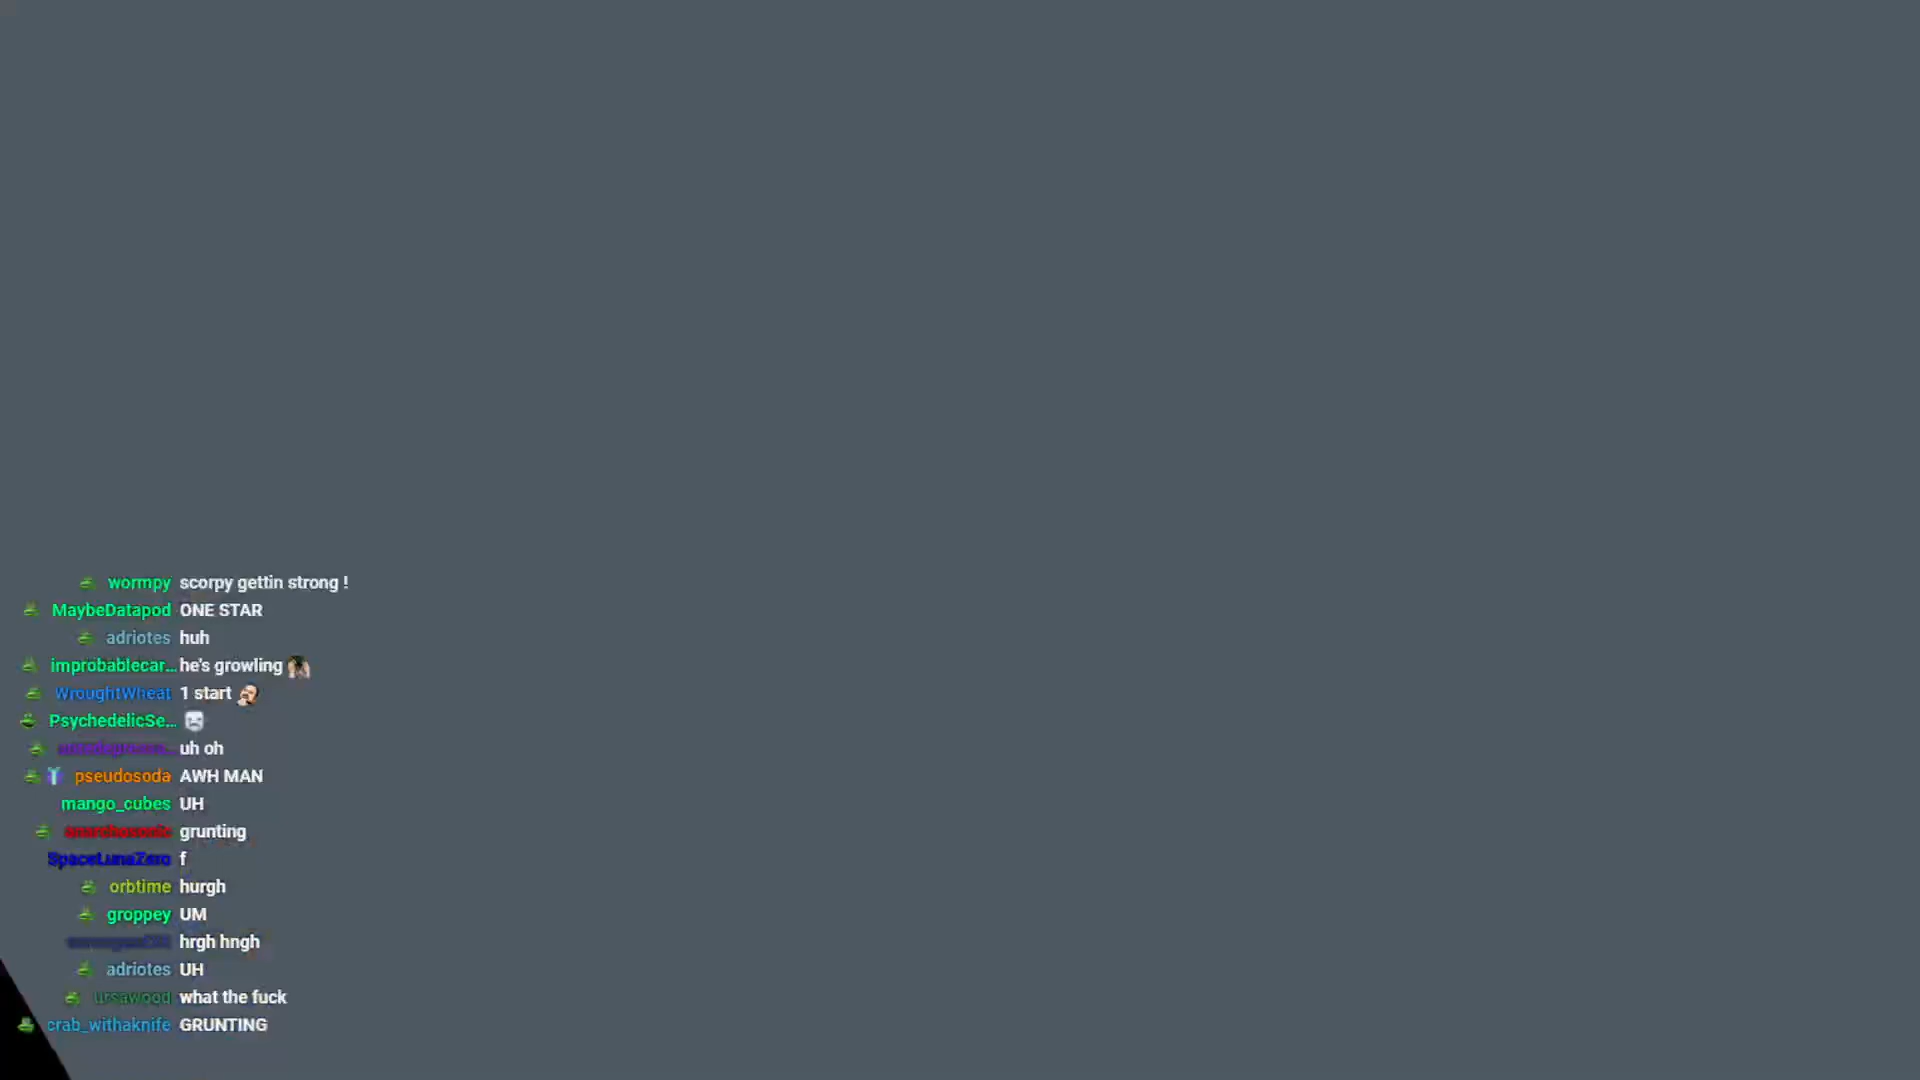 wormpy scorpy gettin strong !
MaybeDatapod ONE STAR
adriotes huh
improbablecar... he's growling
WroughtWheat 1 start
PsychedelicSe...
uh oh
pseudosoda AWH MAN
mango_cubes UH
grunting
SpaceLunaZero f
orbtime hurgh
groppey UM
hrgh hngh
adriotes UH
ursawood what the fuck
crab_withaknife GRUNTING